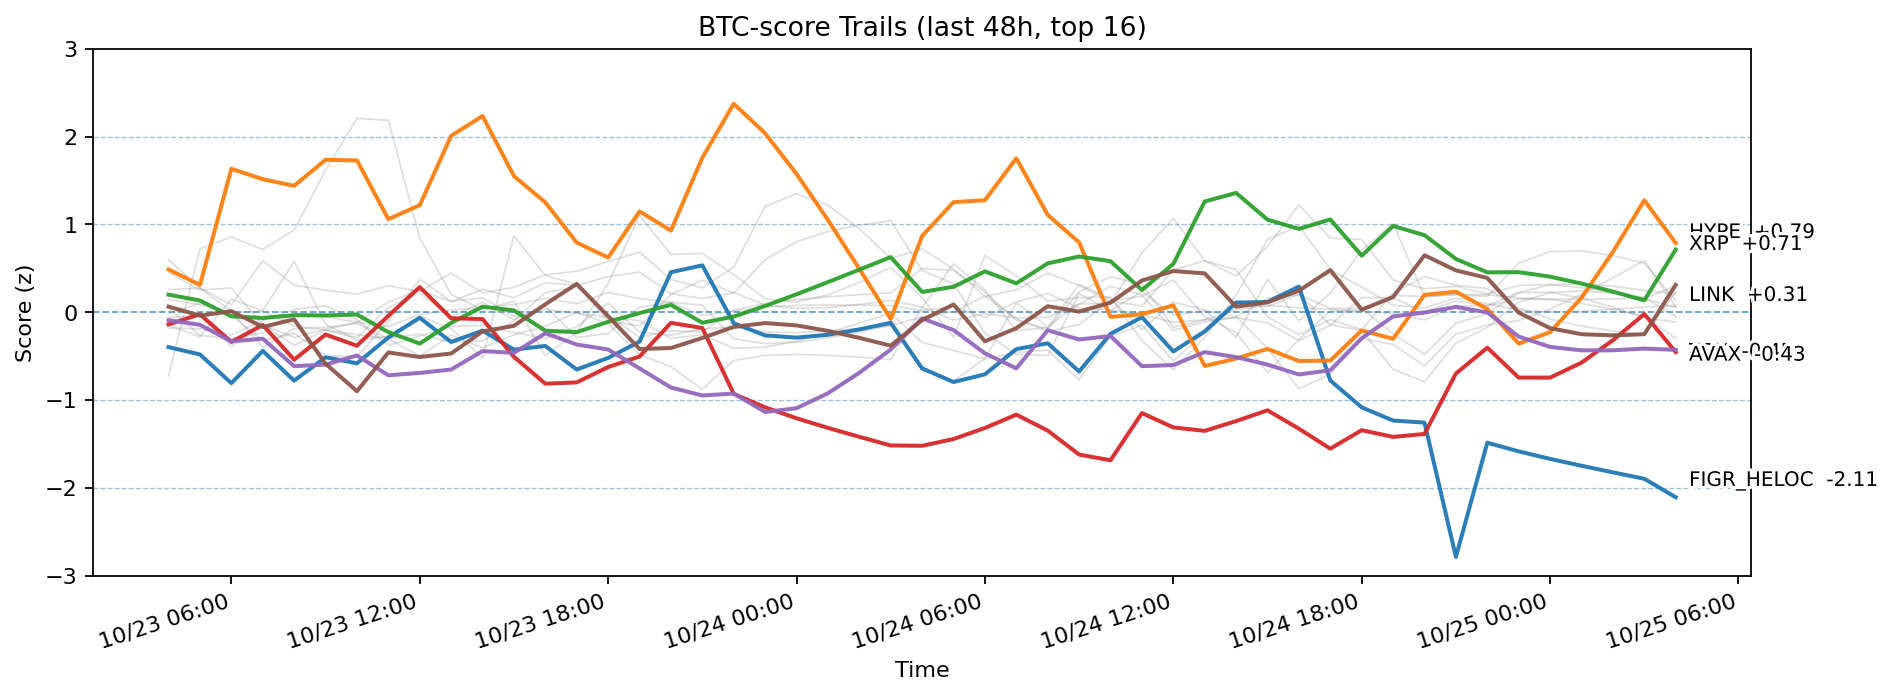 BTC-score Trails (last 48h, top 16)
Score (z)
3
2
1
0
−1
−2
−3
HYPE +0.79
XRP +0.71
LINK +0.31
AVAX -0.43
FIGR_HELOC -2.11
10/23 06:00
10/23 12:00
10/23 18:00
10/24 00:00
10/24 06:00
10/24 12:00
10/24 18:00
10/25 00:00
10/25 06:00
Time